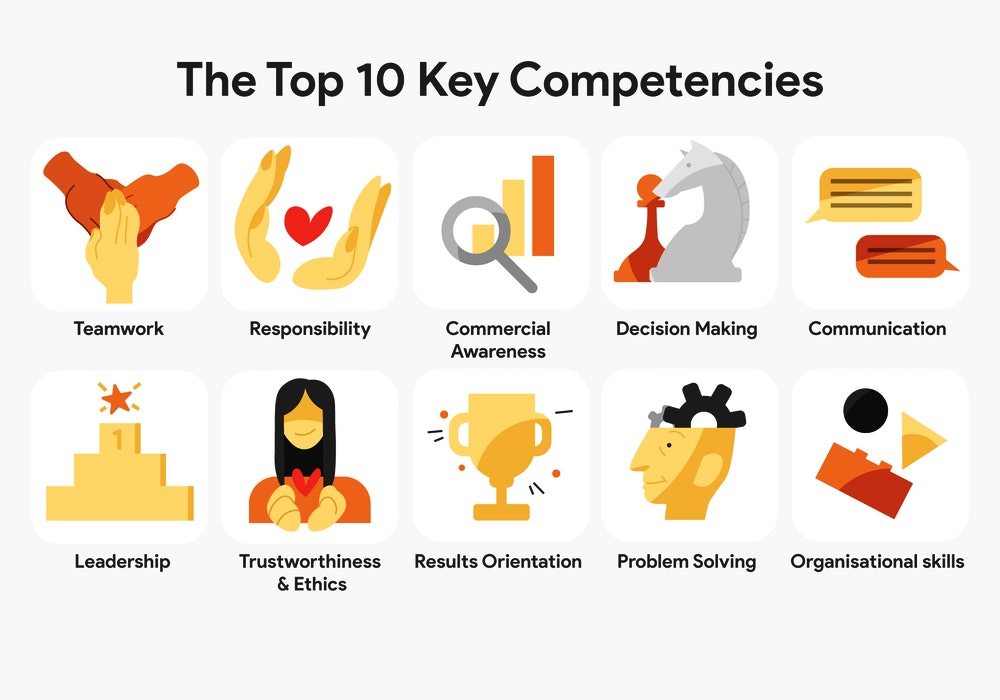 The Top 10 Key Competencies
Teamwork
Responsibility
Commercial
Awareness
Decision Making
Communication
1
Leadership
Trustworthiness
& Ethics
Results Orientation
Problem Solving
Organisational skills